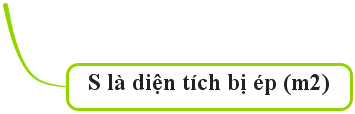 S là diện tích bị ép (m2)